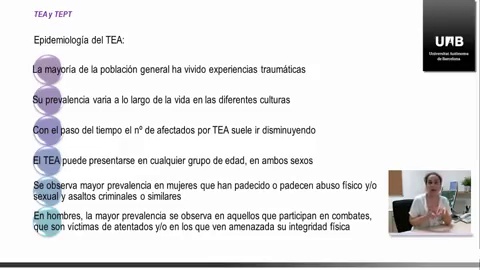 TEA y TEPT
UAB
Universitat Autònoma
de Barcelona
Epidemiología del TEA:
La mayoría de la población general ha vivido experiencias traumáticas
Su prevalencia varia a lo largo de la vida en las diferentes culturas
Con el paso del tiempo el nº de afectados por TEA suele ir disminuyendo
El TEA puede presentarse en cualquier grupo de edad, en ambos sexos
Se observa mayor prevalencia en mujeres que han padecido o padecen abuso físico y/o
sexual y asaltos criminales o similares
En hombres, la mayor prevalencia se observa en aquellos que participan en combates,
que son víctimas de atentados y/o en los que ven amenazada su integridad física